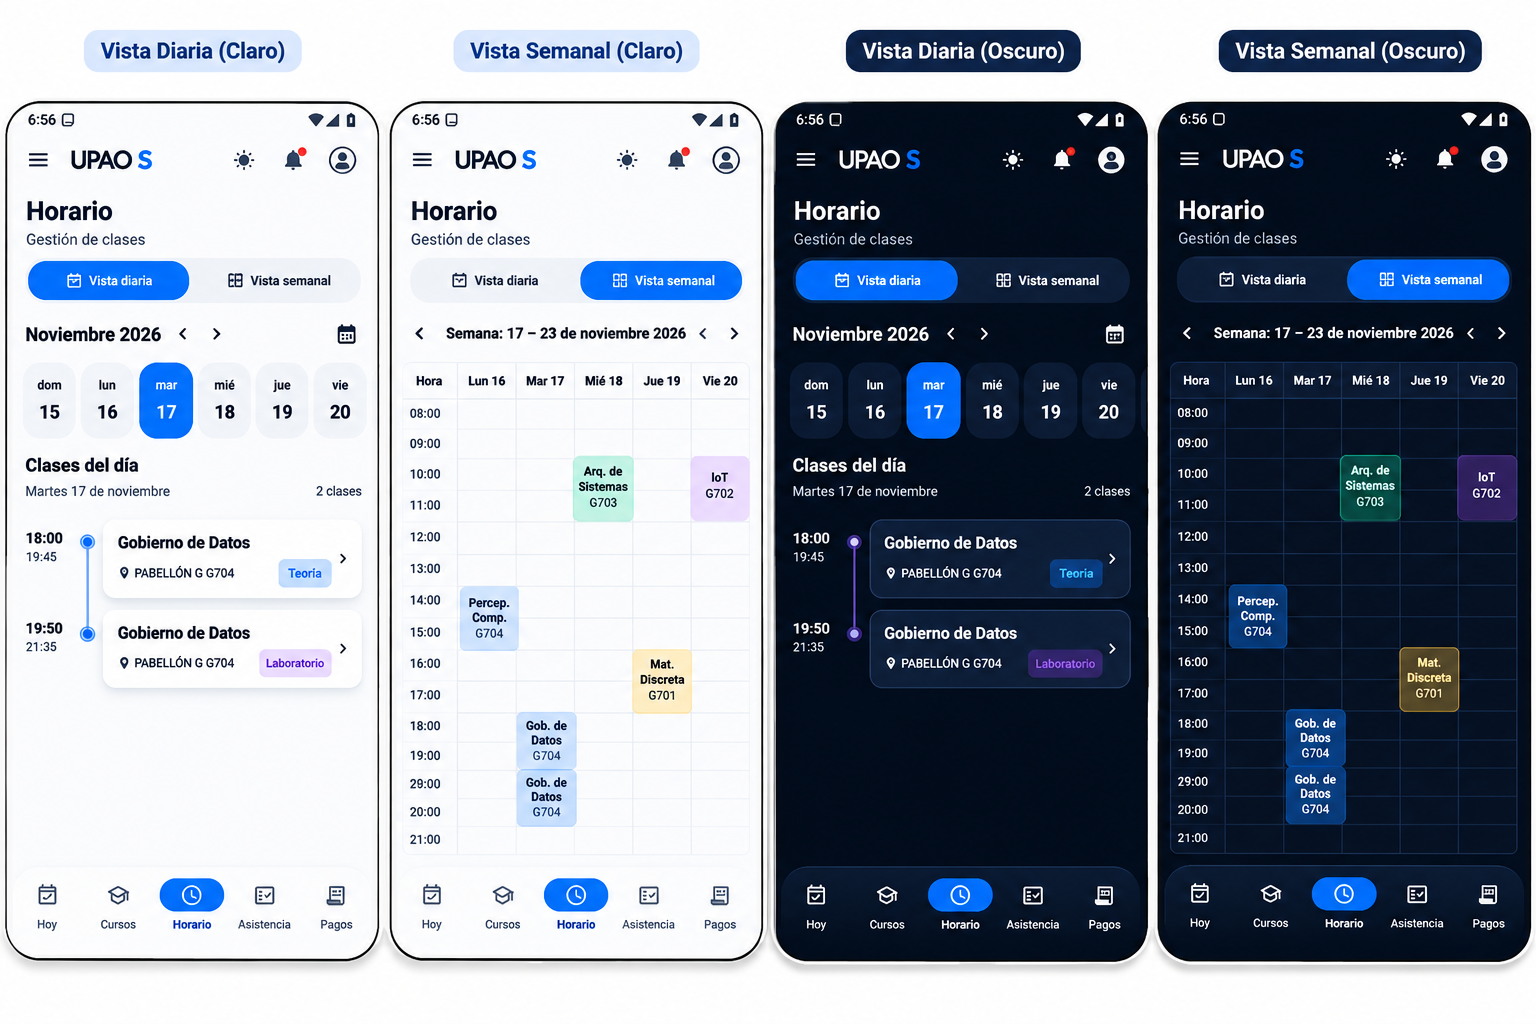 Vista Diaria (Claro)
6:56
UPAO S
Horario
Gestión de clases
Vista diaria
Vista semanal
Noviembre 2026
dom lun mar mié jue vie
15 16 17 18 19 20
Clases del día
Martes 17 de noviembre 2 clases
18:00
19:45
Gobierno de Datos
PABELLÓN G G704
Teoría
19:50
21:35
Gobierno de Datos
PABELLÓN G G704
Laboratorio
Hoy Cursos Horario Asistencia Pagos
Vista Semanal (Claro)
6:56
UPAO S
Horario
Gestión de clases
Vista diaria
Vista semanal
Semana: 17 – 23 de noviembre 2026
Hora Lun 16 Mar 17 Mié 18 Jue 19 Vie 20
08:00
09:00
10:00
11:00
12:00
13:00
14:00
15:00
16:00
17:00
18:00
19:00
29:00
20:00
21:00
Arq. de
Sistemas
G703
IoT
G702
Percep.
Comp.
G704
Mat.
Discreta
G701
Gob. de
Datos
G704
Gob. de
Datos
G704
Hoy Cursos Horario Asistencia Pagos
Vista Diaria (Oscuro)
6:56
UPAO S
Horario
Gestión de clases
Vista diaria
Vista semanal
Noviembre 2026
dom lun mar mié jue vie
15 16 17 18 19 20
Clases del día
Martes 17 de noviembre 2 clases
18:00
19:45
Gobierno de Datos
PABELLÓN G G704
Teoría
19:50
21:35
Gobierno de Datos
PABELLÓN G G704
Laboratorio
Hoy Cursos Horario Asistencia Pagos
Vista Semanal (Oscuro)
6:56
UPAO S
Horario
Gestión de clases
Vista diaria
Vista semanal
Semana: 17 – 23 de noviembre 2026
Hora Lun 16 Mar 17 Mié 18 Jue 19 Vie 20
08:00
09:00
10:00
11:00
12:00
13:00
14:00
15:00
16:00
17:00
18:00
19:00
29:00
20:00
21:00
Arq. de
Sistemas
G703
IoT
G702
Percep.
Comp.
G704
Mat.
Discreta
G701
Gob. de
Datos
G704
Gob. de
Datos
G704
Hoy Cursos Horario Asistencia Pagos